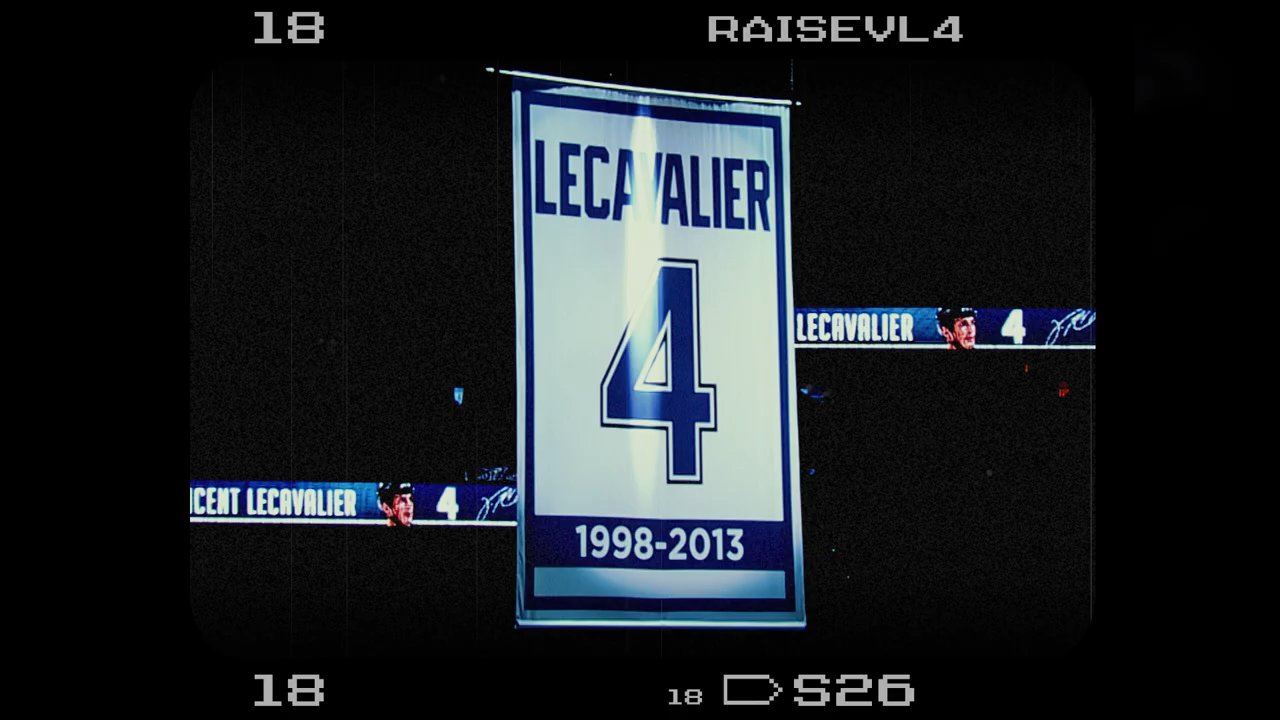 18 RAISEVL4
LECAVALIER
4
1998-2013
LECAVALIER 4
CENT LECAVALIER 4
18 18 S26